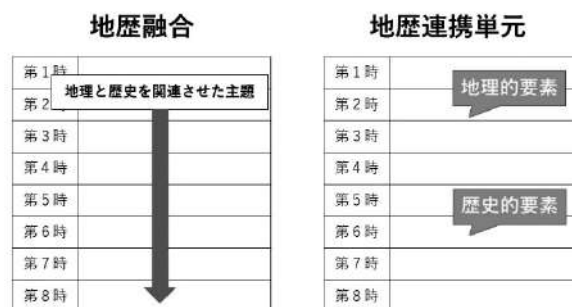 地歴融合
第1時
地理と歴史を関連させた主題
第2
第3時
第4時
第5時
第6時
第7時
第8時
地歴連携単元
第1時
地理的要素
第2時
第3時
第4時
第5時
歴史的要素
第6時
第7時
第8時